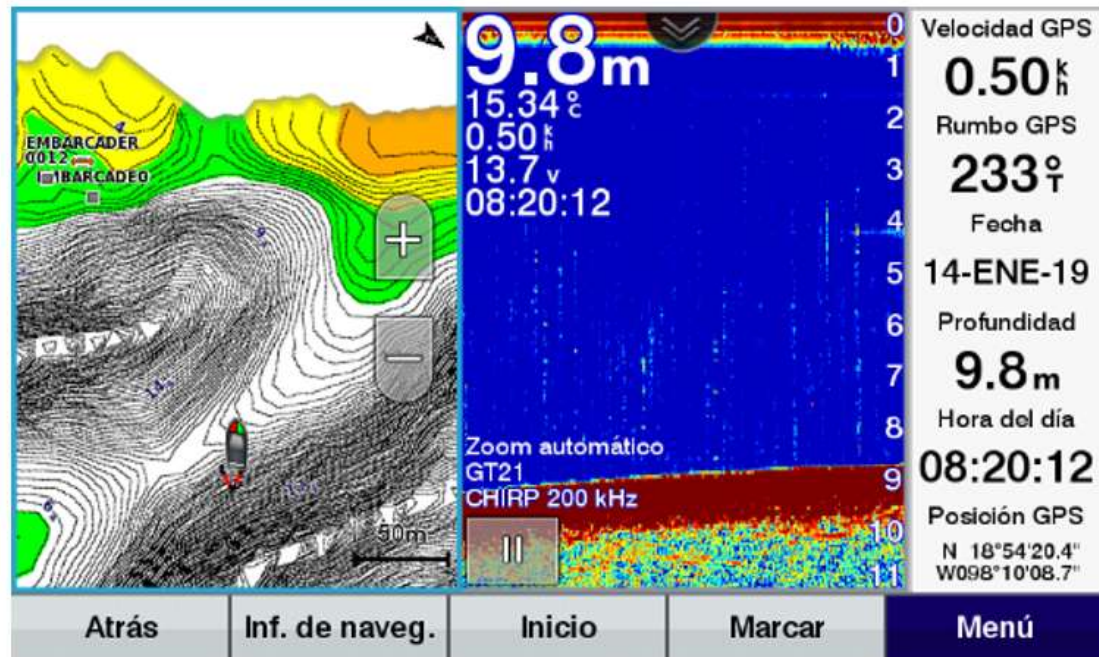 EMBARCADER
0012
50m
9.8m
15.34 °C
0.50 kh
13.7 v
08:20:12
0
1
2
3
4
5
6
7
8
9
10
11
Zoom automático
GT21
CHIRP 200 kHz
Velocidad GPS
0.50 kh
Rumbo GPS
233 °T
Fecha
14-ENE-19
Profundidad
9.8 m
Hora del día
08:20:12
Posición GPS
N 18°54'20.4"
W098°10'08.7"
Atrás Inf. de naveg. Inicio Marcar Menú